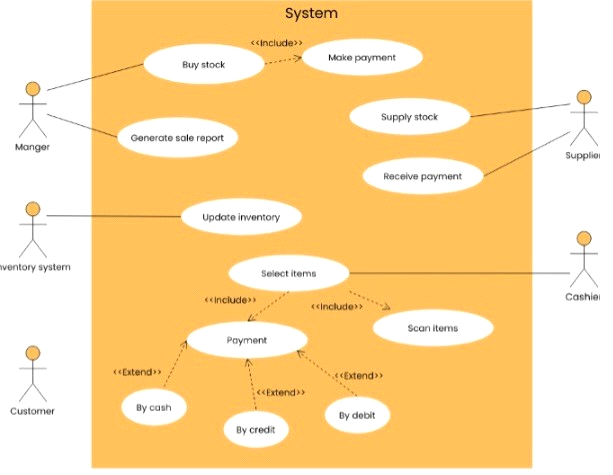 System
<<Include>>
Buy stock
Make payment
Manger
Generate sale report
Supply stock
Supplier
Receive payment
Update inventory
nventory system
Select items
Cashier
<<Include>>
<<Include>>
Scan items
Payment
<<Extend>>
<<Extend>>
<<Extend>>
Customer
By cash
By credit
By debit